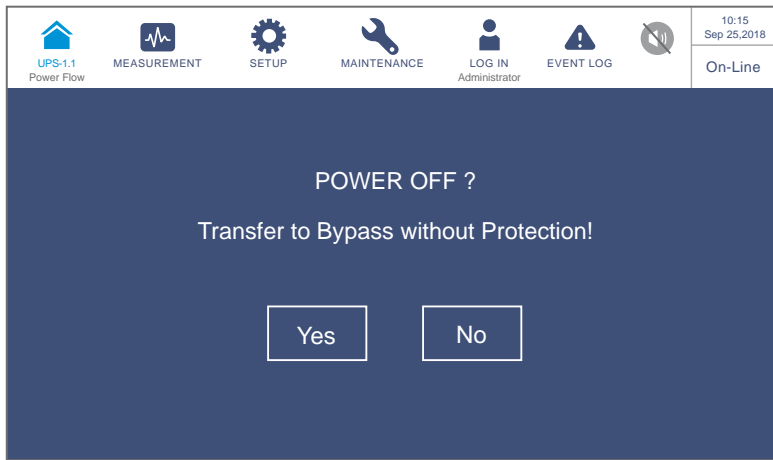 UPS-1.1
Power Flow
MEASUREMENT
SETUP
MAINTENANCE
LOG IN
Administrator
EVENT LOG
10:15
Sep 25,2018
On-Line
POWER OFF ?
Transfer to Bypass without Protection!
Yes
No